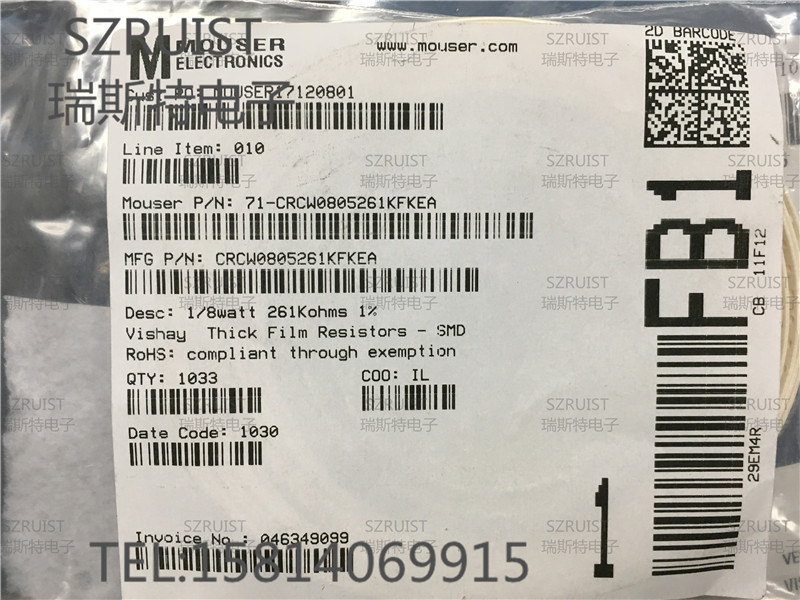 SZRUIST
瑞斯特电子
MOUSER
ELECTRONICS
www.mouser.com
2D BARCODE
MOUSER17120801
Line Item: 010
Mouser P/N: 71-CRCW0805261KFKEA
MFG P/N: CRCW0805261KFKEA
Desc: 1/8watt 261Kohms 1%
Vishay Thick Film Resistors - SMD
RoHS: compliant through exemption
QTY: 1033
COO: IL
Date Code: 1030
Invoice No.: 046349099
TEL:15814069915
FB1
CB 11F12
29EM4R
1